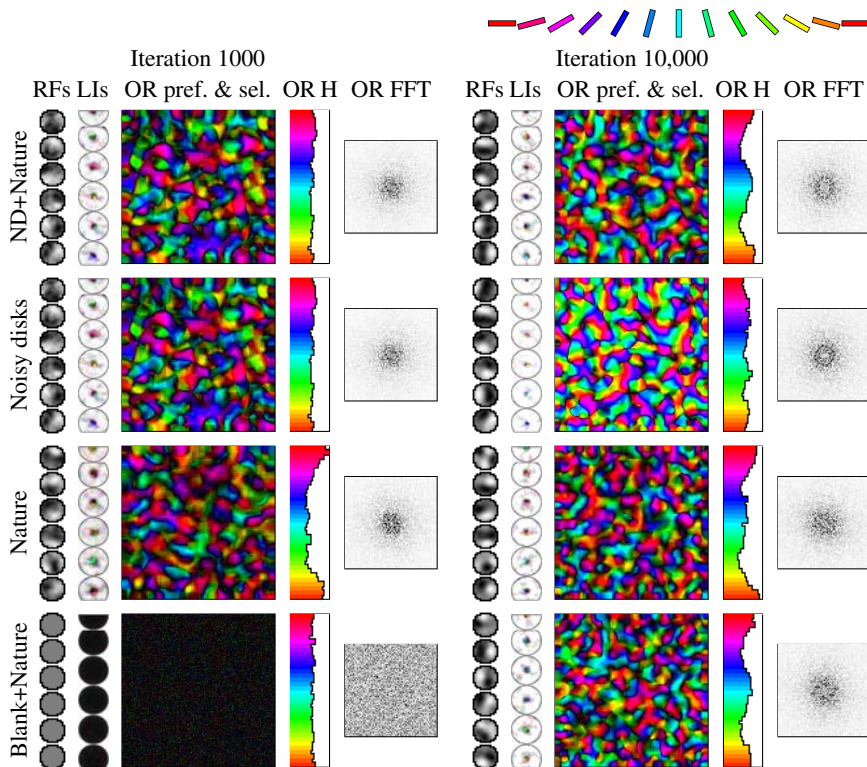 Iteration 1000 Iteration 10,000
RFs LIs OR pref. & sel. OR H OR FFT RFs LIs OR pref. & sel. OR H OR FFT
ND+Nature
Noisy disks
Nature
Blank+Nature